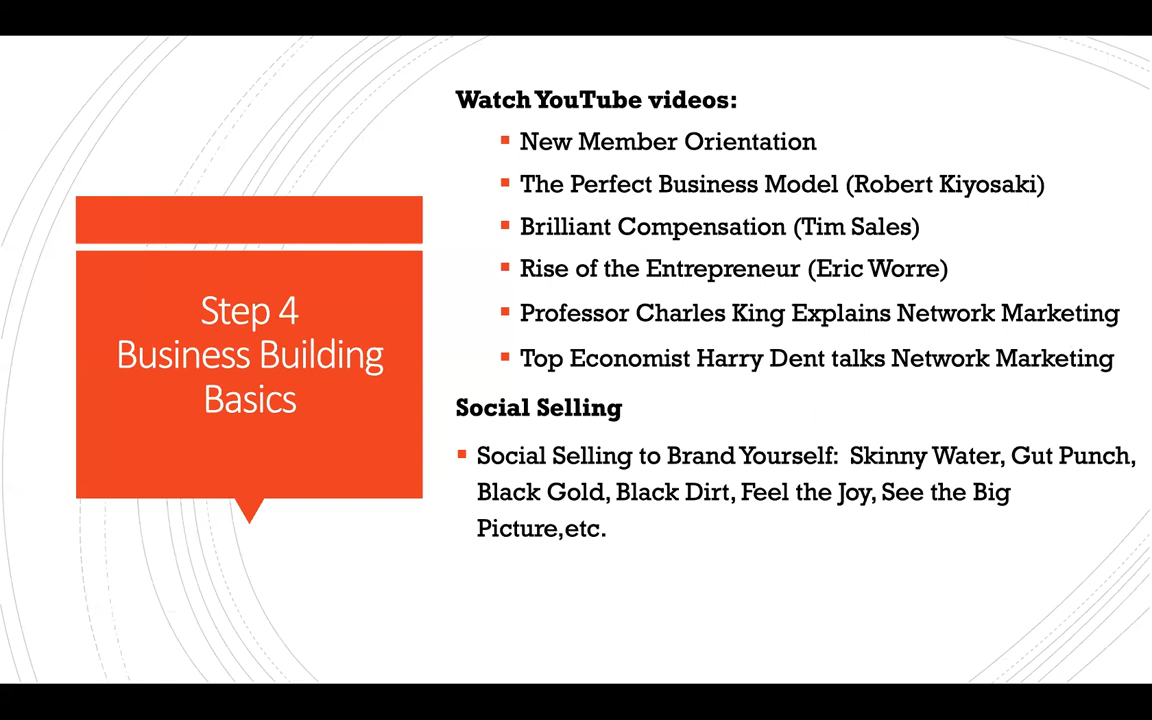 Step 4
Business Building
Basics
Watch YouTube videos:
New Member Orientation
The Perfect Business Model (Robert Kiyosaki)
Brilliant Compensation (Tim Sales)
Rise of the Entrepreneur (Eric Worre)
Professor Charles King Explains Network Marketing
Top Economist Harry Dent talks Network Marketing
Social Selling
Social Selling to Brand Yourself: Skinny Water, Gut Punch,
Black Gold, Black Dirt, Feel the Joy, See the Big
Picture,etc.